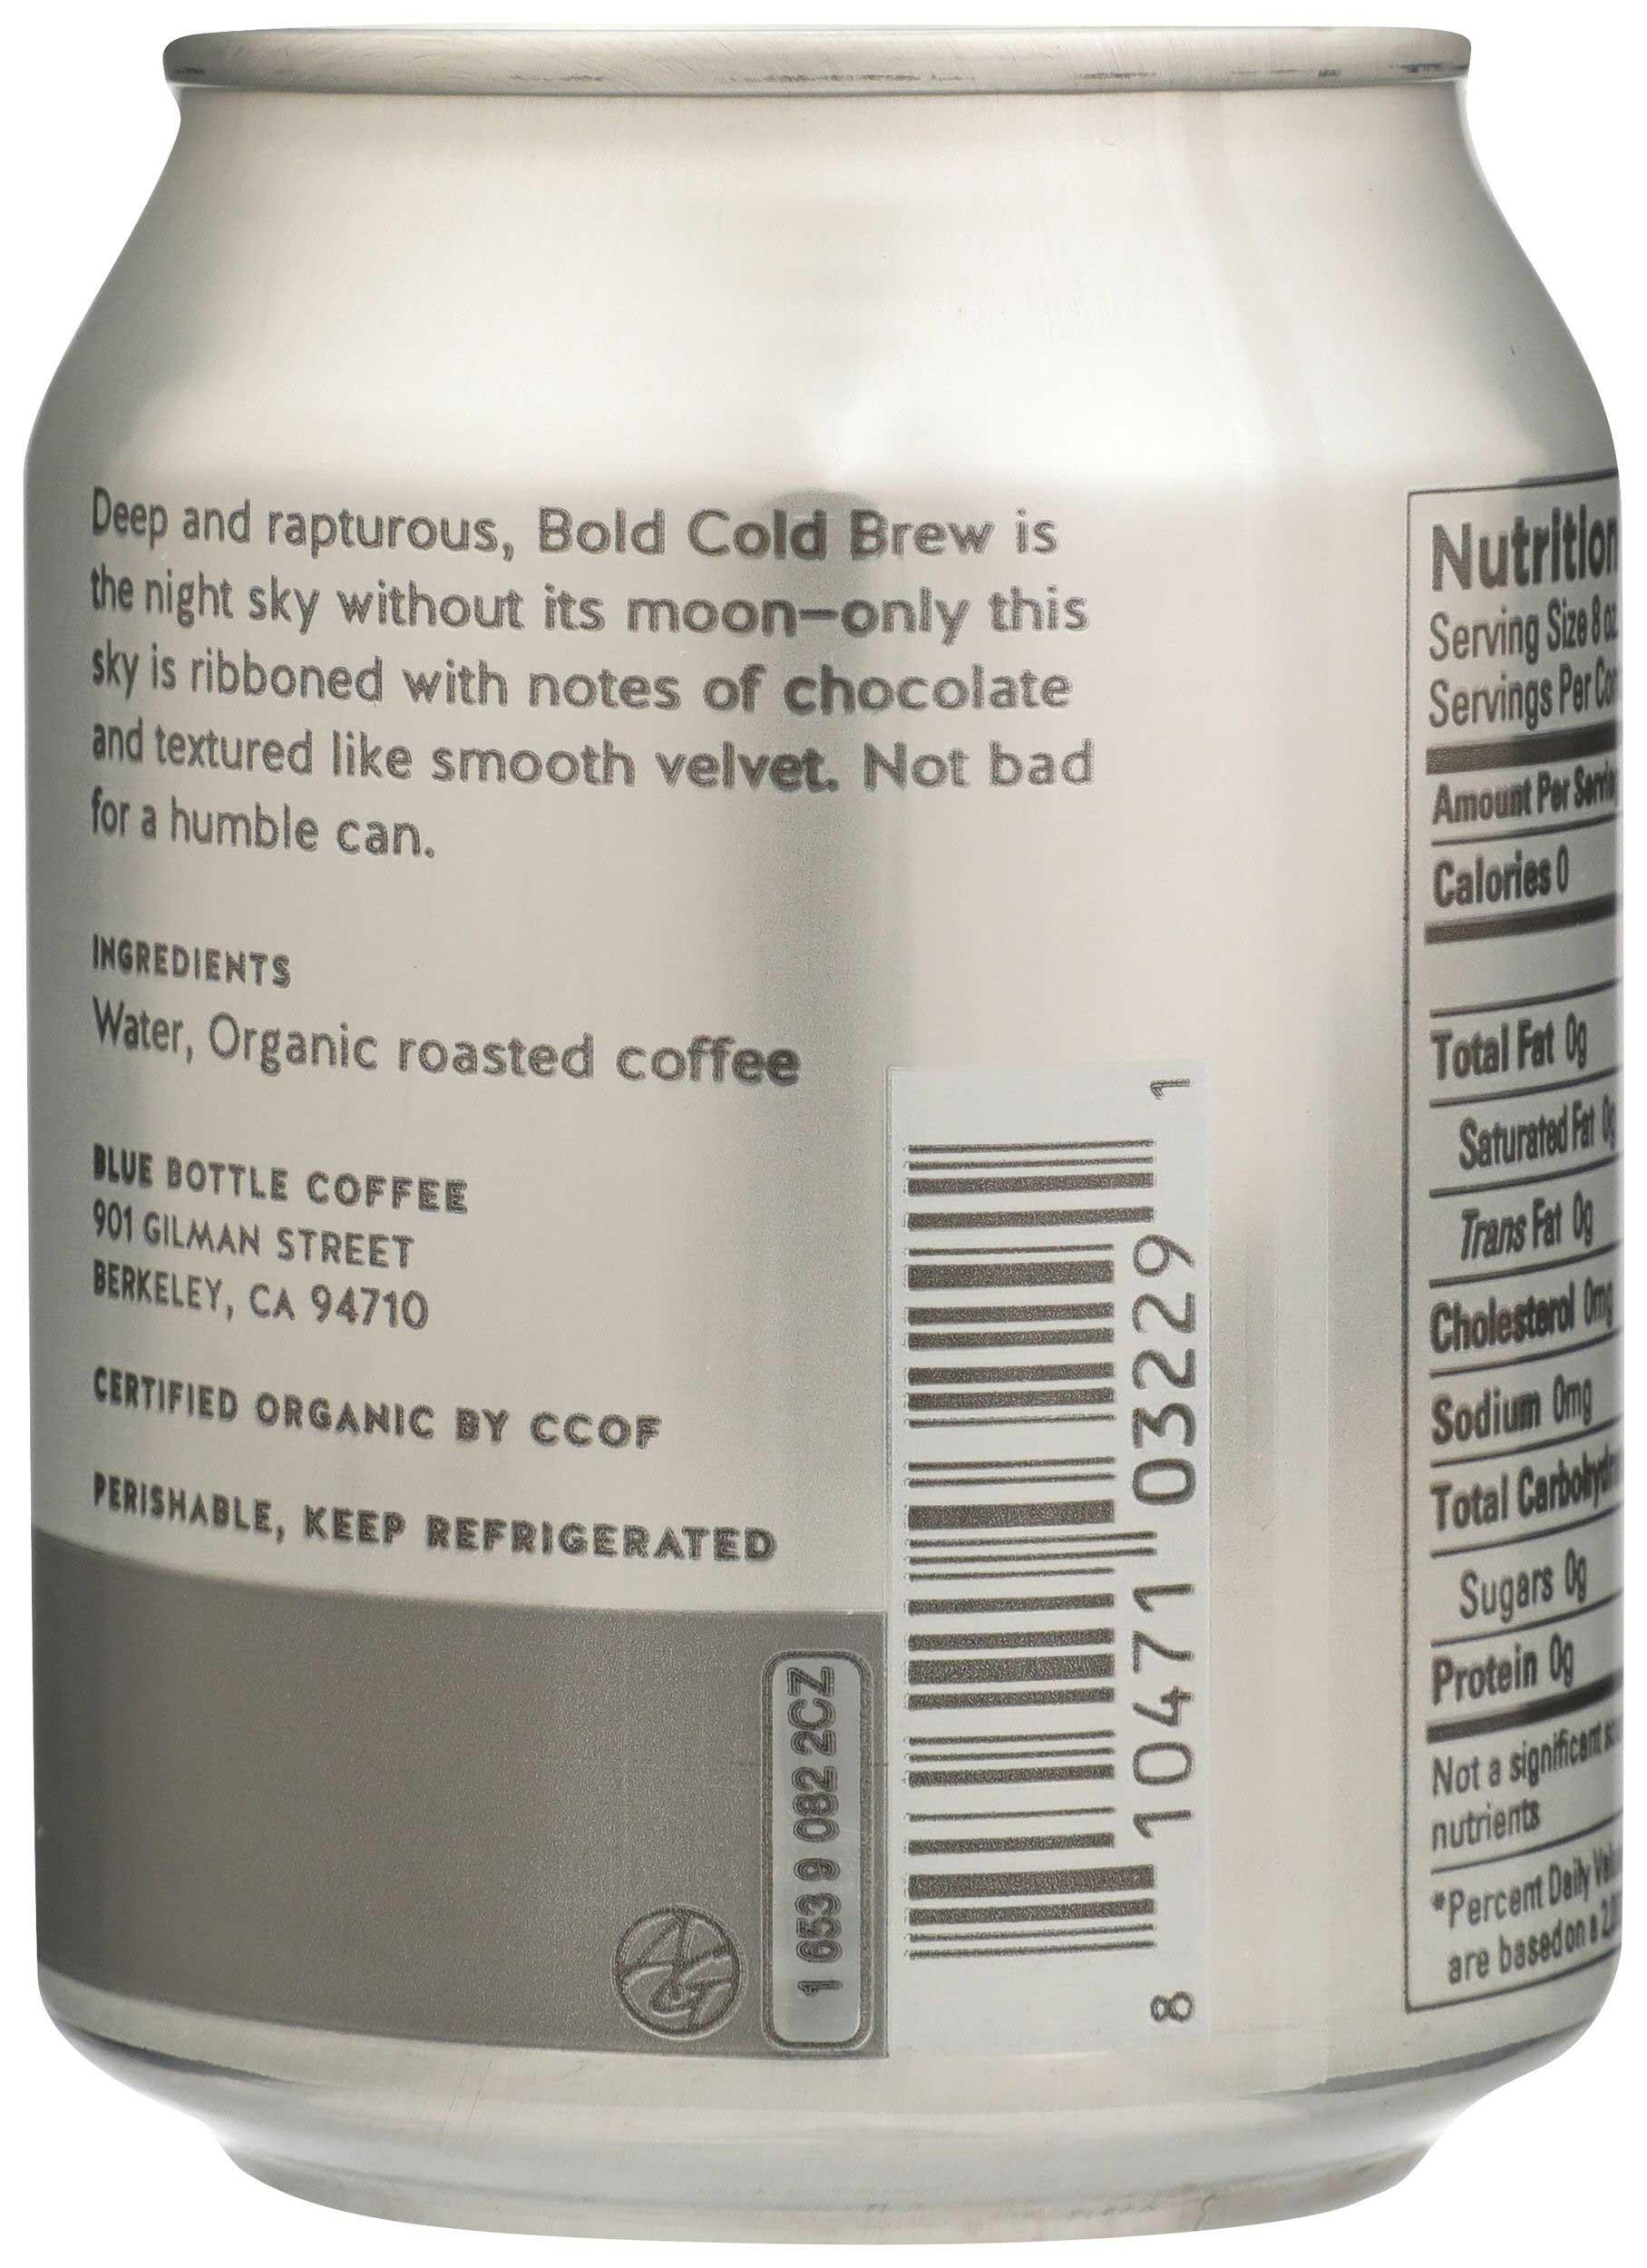 Deep and rapturous, Bold Cold Brew is
the night sky without its moon—only this
sky is ribboned with notes of chocolate
and textured like smooth velvet. Not bad
for a humble can.
INGREDIENTS
Water, Organic roasted coffee
BLUE BOTTLE COFFEE
901 GILMAN STREET
BERKELEY, CA 94710
CERTIFIED ORGANIC BY CCOF
PERISHABLE, KEEP REFRIGERATED
AG
1 653 9 082 2CZ
8 10471 03229 1
Nutrition
Serving Size 8 oz
Servings Per
Amount Per
Calories 0
Total Fat 0g
Saturated Fat 0g
Trans Fat 0g
Cholesterol 0mg
Sodium 0mg
Total
Sugars 0g
Protein 0g
Not a significant
nutrients
*Percent Daily
are based on a